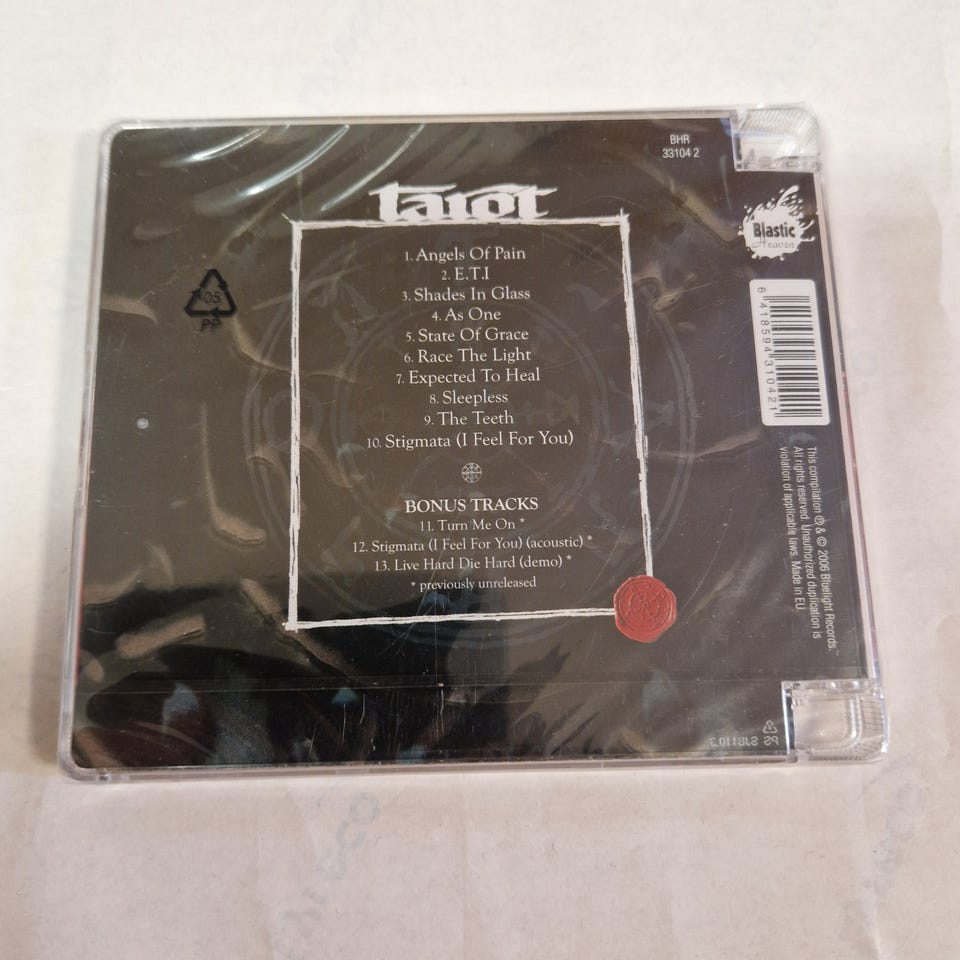 BHR
33104 2
tarot
Blastic
Heaven
1. Angels Of Pain
2. E.T.I
3. Shades In Glass
4. As One
5. State Of Grace
6. Race The Light
7. Expected To Heal
8. Sleepless
9. The Teeth
10. Stigmata (I Feel For You)
BONUS TRACKS
11. Turn Me On *
12. Stigmata (I Feel For You) (acoustic) *
13. Live Hard Die Hard (demo) *
* previously unreleased
05
PP
6 418594 310421
This compilation ℗ & © 2006 Bluelight Records.
All rights reserved. Unauthorized duplication is
violation of applicable laws. Made in EU.
PS SJB110.3